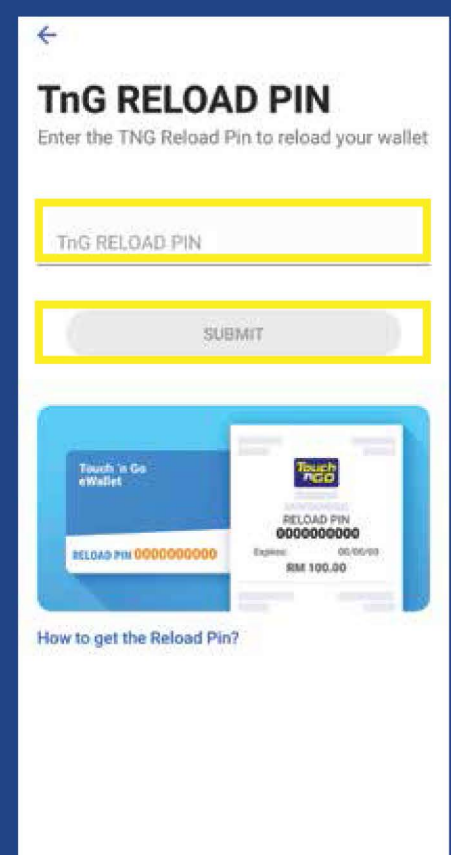 TnG RELOAD PIN
Enter the TNG Reload Pin to reload your wallet
TnG RELOAD PIN
SUBMIT
Touch 'n Go
eWallet
RELOAD PIN 0000000000
Touch
'nGO
RELOAD PIN
0000000000
Expires: 00/00/00
RM 100.00
How to get the Reload Pin?